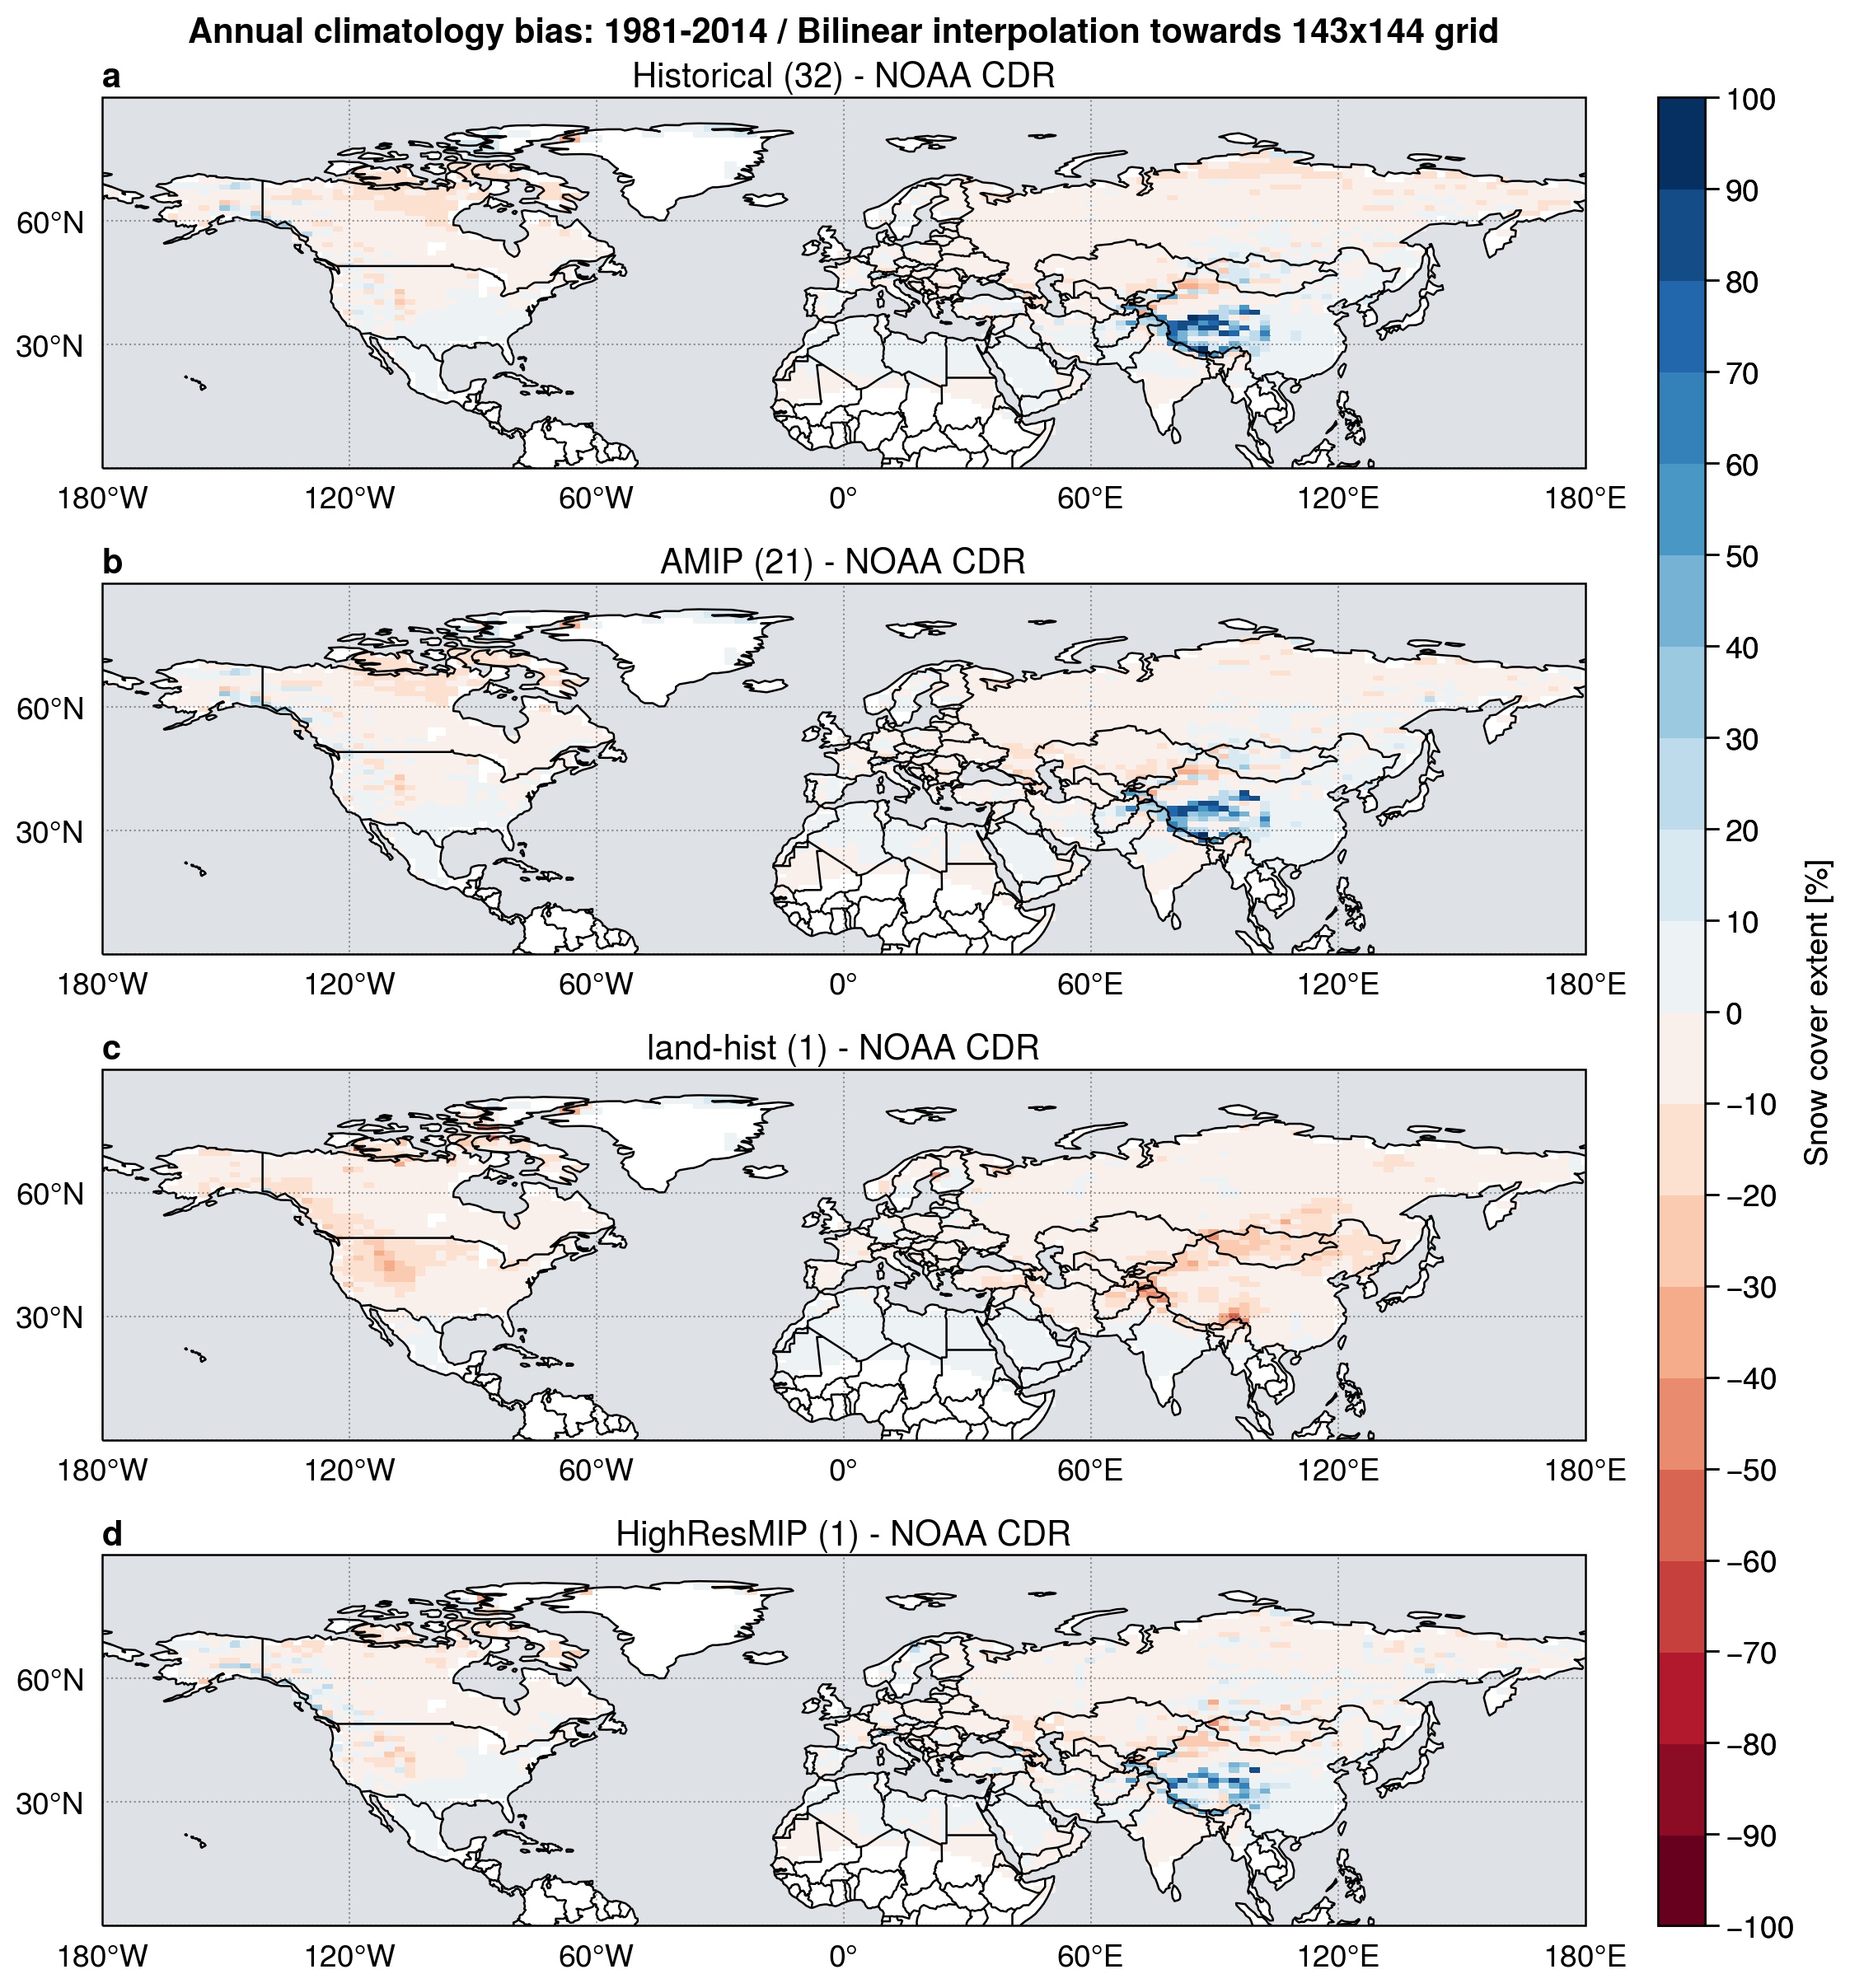 Annual climatology bias: 1981-2014 / Bilinear interpolation towards 143x144 grid
a
Historical (32) - NOAA CDR
60°N
30°N
180°W 120°W 60°W 0° 60°E 120°E 180°E
b
AMIP (21) - NOAA CDR
60°N
30°N
180°W 120°W 60°W 0° 60°E 120°E 180°E
c
land-hist (1) - NOAA CDR
60°N
30°N
180°W 120°W 60°W 0° 60°E 120°E 180°E
d
HighResMIP (1) - NOAA CDR
60°N
30°N
180°W 120°W 60°W 0° 60°E 120°E 180°E
100
90
80
70
60
50
40
30
20
10
0
−10
−20
−30
−40
−50
−60
−70
−80
−90
−100
Snow cover extent [%]